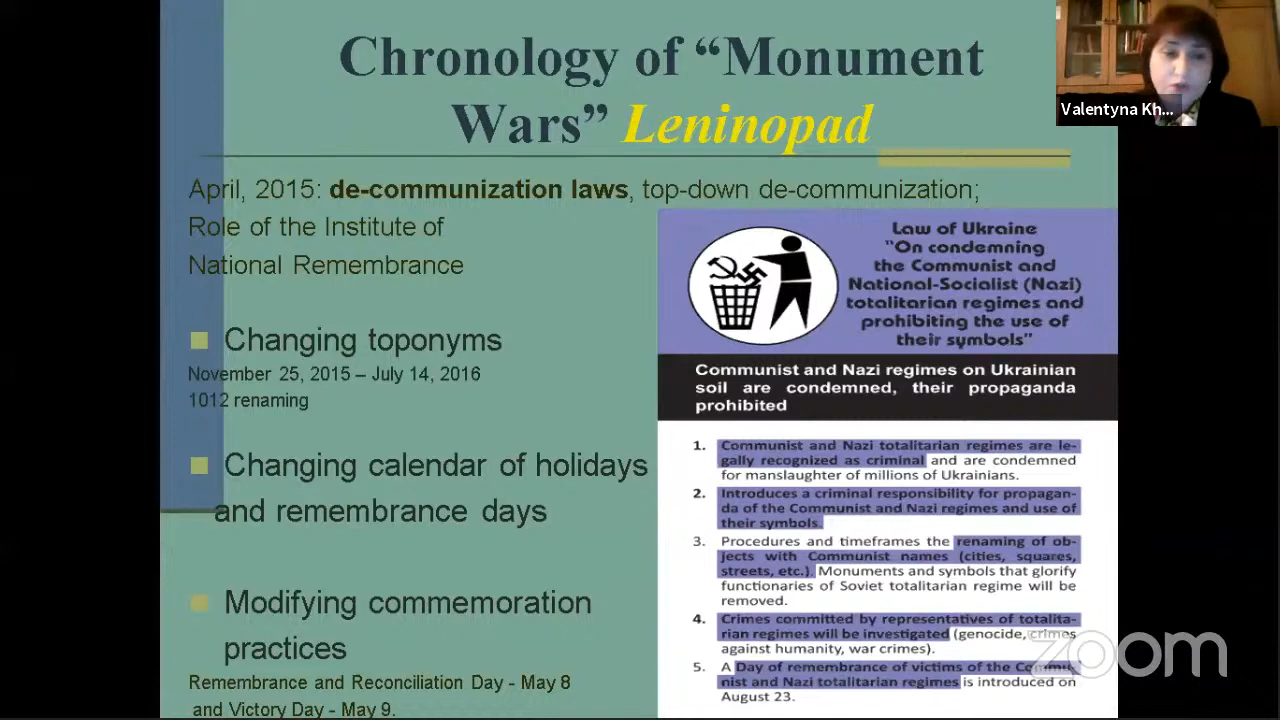 Chronology of “Monument
Wars” Leninopad
Valentyna Kh...
April, 2015: de-communization laws, top-down de-communization;
Role of the Institute of
National Remembrance
Changing toponyms
November 25, 2015 – July 14, 2016
1012 renaming
Changing calendar of holidays
and remembrance days
Modifying commemoration
practices
Remembrance and Reconciliation Day - May 8
and Victory Day - May 9.
Law of Ukraine
"On condemning
the Communist and
National-Socialist (Nazi)
totalitarian regimes and
prohibiting the use of
their symbols"
Communist and Nazi regimes on Ukrainian
soil are condemned, their propaganda
prohibited
1. Communist and Nazi totalitarian regimes are le-
gally recognized as criminal and are condemned
for manslaughter of millions of Ukrainians.
2. Introduces a criminal responsibility for propagan-
da of the Communist and Nazi regimes and use of
their symbols.
3. Procedures and timeframes the renaming of ob-
jects with Communist names (cities, squares,
streets, etc.). Monuments and symbols that glorify
functionaries of Soviet totalitarian regime will be
removed.
4. Crimes committed by representatives of totalita-
rian regimes will be investigated (genocide, crimes
against humanity, war crimes).
5. A Day of remembrance of victims of the Commu-
nist and Nazi totalitarian regimes is introduced on
August 23.
zoom